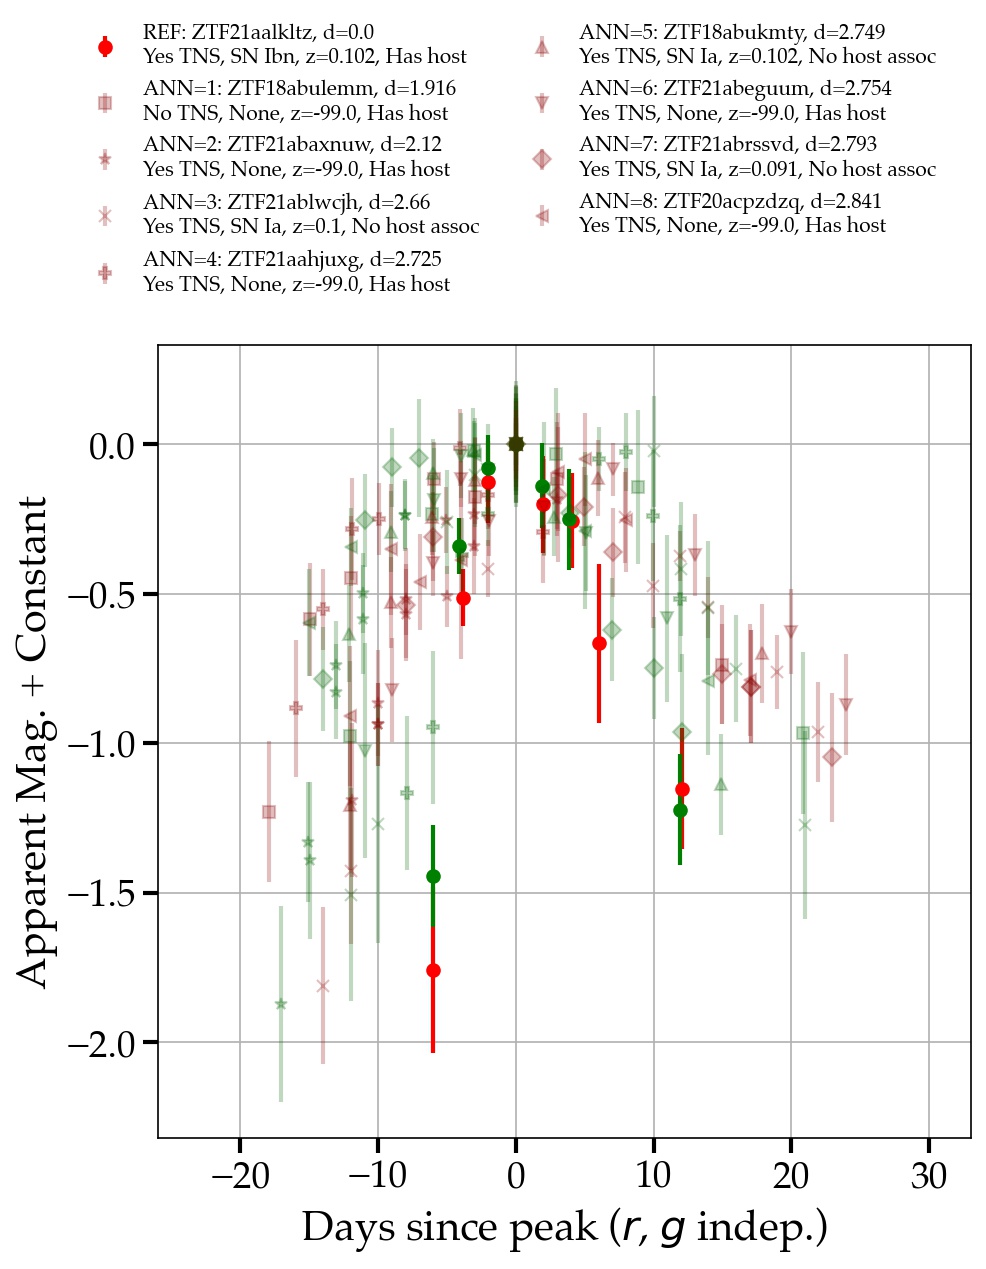 REF: ZTF21aalkltz, d=0.0
Yes TNS, SN Ibn, z=0.102, Has host
ANN=1: ZTF18abulemm, d=1.916
No TNS, None, z=-99.0, Has host
ANN=2: ZTF21abaxnuw, d=2.12
Yes TNS, None, z=-99.0, Has host
ANN=3: ZTF21ablwcjh, d=2.66
Yes TNS, SN Ia, z=0.1, No host assoc
ANN=4: ZTF21aahjuxg, d=2.725
Yes TNS, None, z=-99.0, Has host
ANN=5: ZTF18abukmty, d=2.749
Yes TNS, SN Ia, z=0.102, No host assoc
ANN=6: ZTF21abeguum, d=2.754
Yes TNS, None, z=-99.0, Has host
ANN=7: ZTF21abrssvd, d=2.793
Yes TNS, SN Ia, z=0.091, No host assoc
ANN=8: ZTF20acpzdzq, d=2.841
Yes TNS, None, z=-99.0, Has host
Apparent Mag. + Constant
0.0
−0.5
−1.0
−1.5
−2.0
−20 −10 0 10 20 30
Days since peak (r, g indep.)